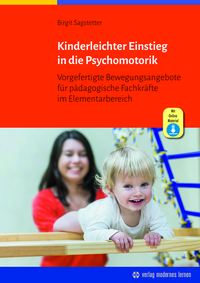 Birgit Sagstetter
Kinderleichter Einstieg
in die Psychomotorik
Vorgefertigte Bewegungsangebote
für pädagogische Fachkräfte
im Elementarbereich
Mit
Online
Material
verlag modernes lernen